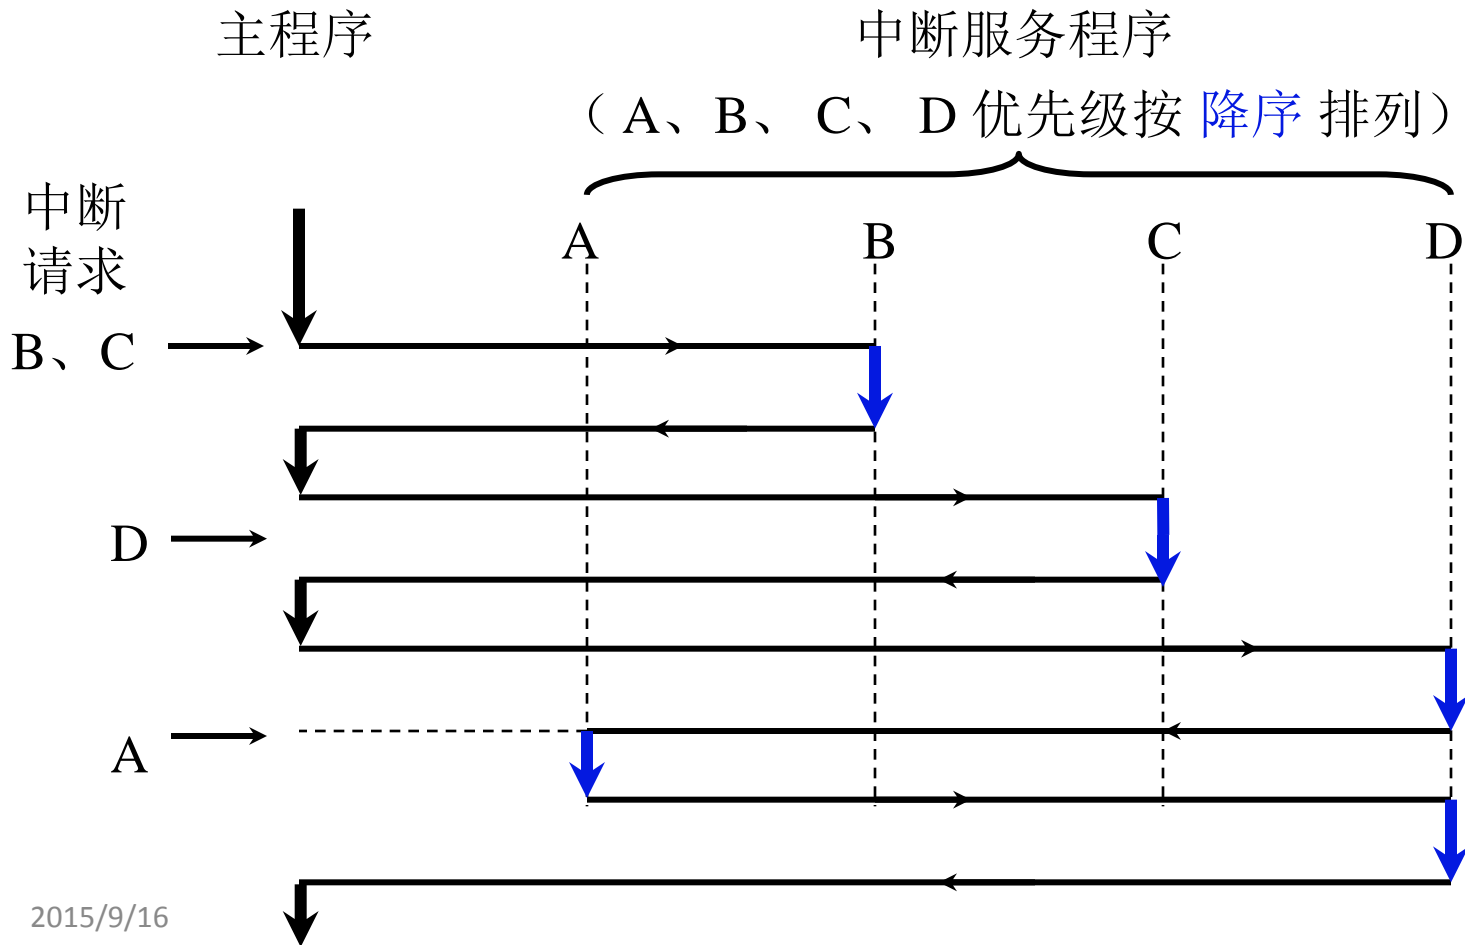 主程序
中断服务程序
（ A、B、 C、 D 优先级按 降序 排列）
中断
请求
A
B
C
D
B、C
D
A
2015/9/16